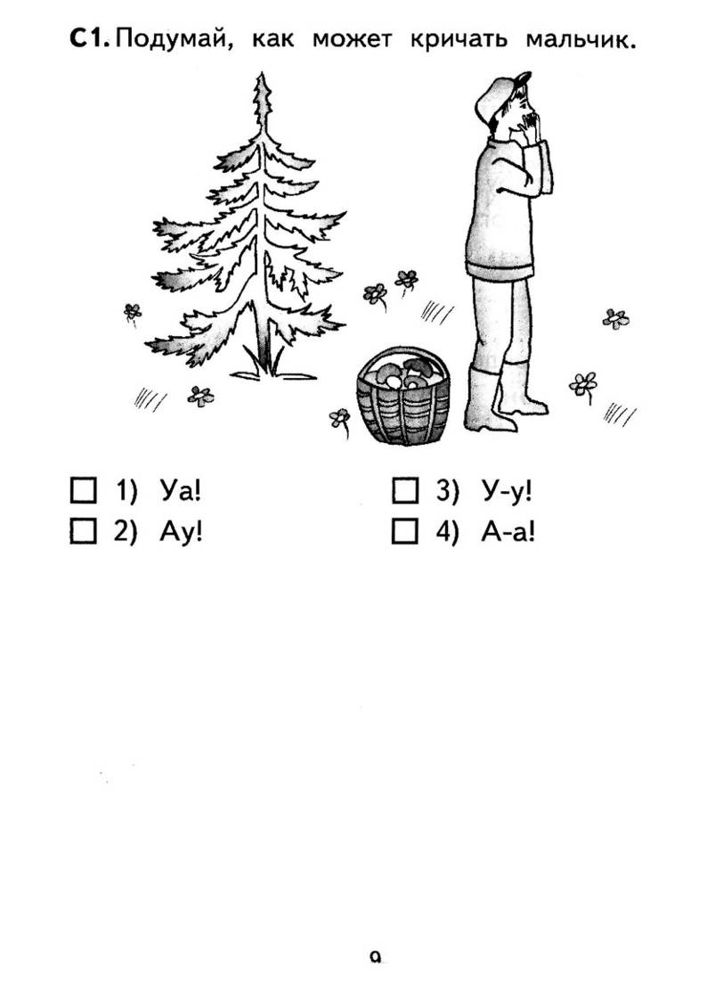 С1. Подумай, как может кричать мальчик.
1) Уа!
3) У-у!
2) Ау!
4) А-а!
9